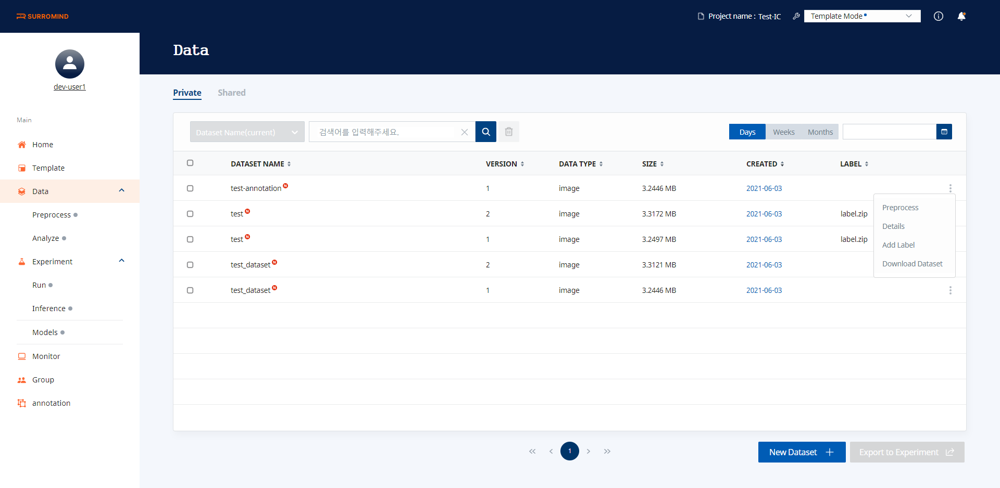 SURROMIND
Project name : Test-IC
Template Mode
Data
dev-user1
Private Shared
Main
Dataset Name(current)
검색어를 입력해주세요.
Days Weeks Months
Home
Template
Data
Preprocess
Analyze
Experiment
Run
Inference
Models
Monitor
Group
annotation
DATASET NAME VERSION DATA TYPE SIZE CREATED LABEL
test-annotation N 1 image 3.2446 MB 2021-06-03
test N 2 image 3.3172 MB 2021-06-03 label.zip
test N 1 image 3.2497 MB 2021-06-03 label.zip
test_dataset N 2 image 3.3121 MB 2021-06-03
test_dataset N 1 image 3.2446 MB 2021-06-03
Preprocess
Details
Add Label
Download Dataset
1
New Dataset
Export to Experiment